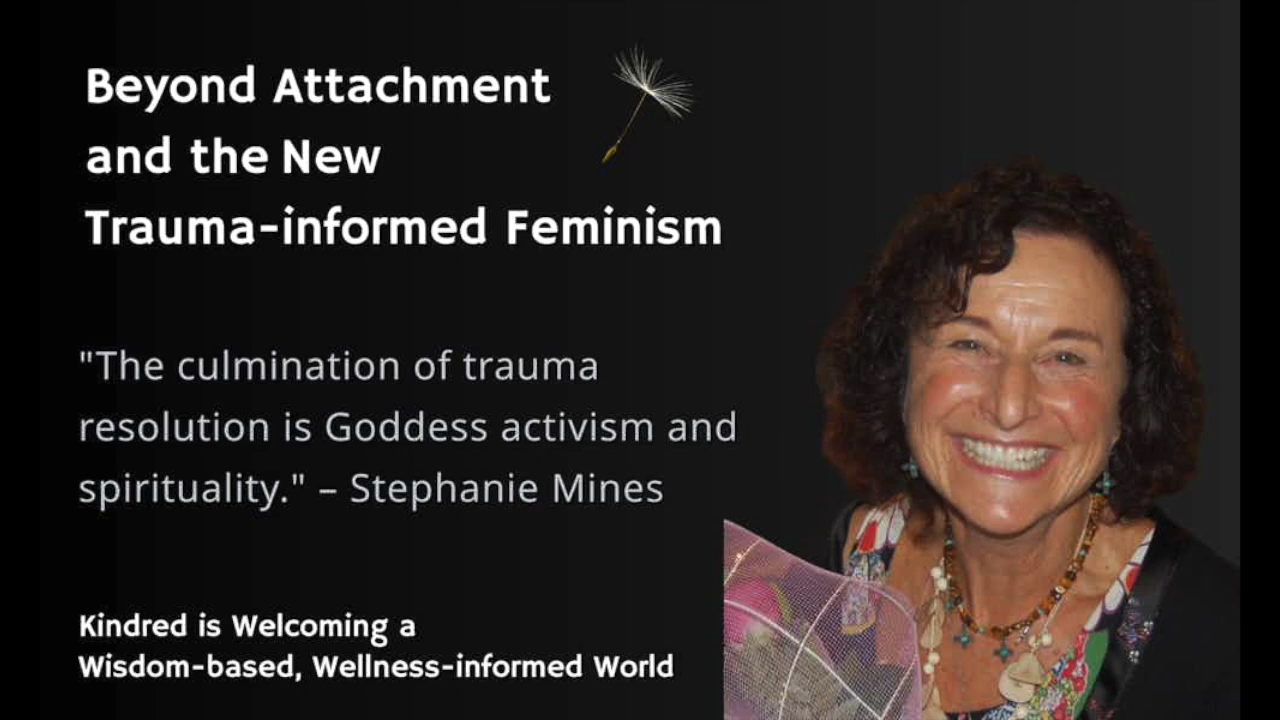 Beyond Attachment
and the New
Trauma-informed Feminism
"The culmination of trauma
resolution is Goddess activism and
spirituality." – Stephanie Mines
Kindred is Welcoming a
Wisdom-based, Wellness-informed World